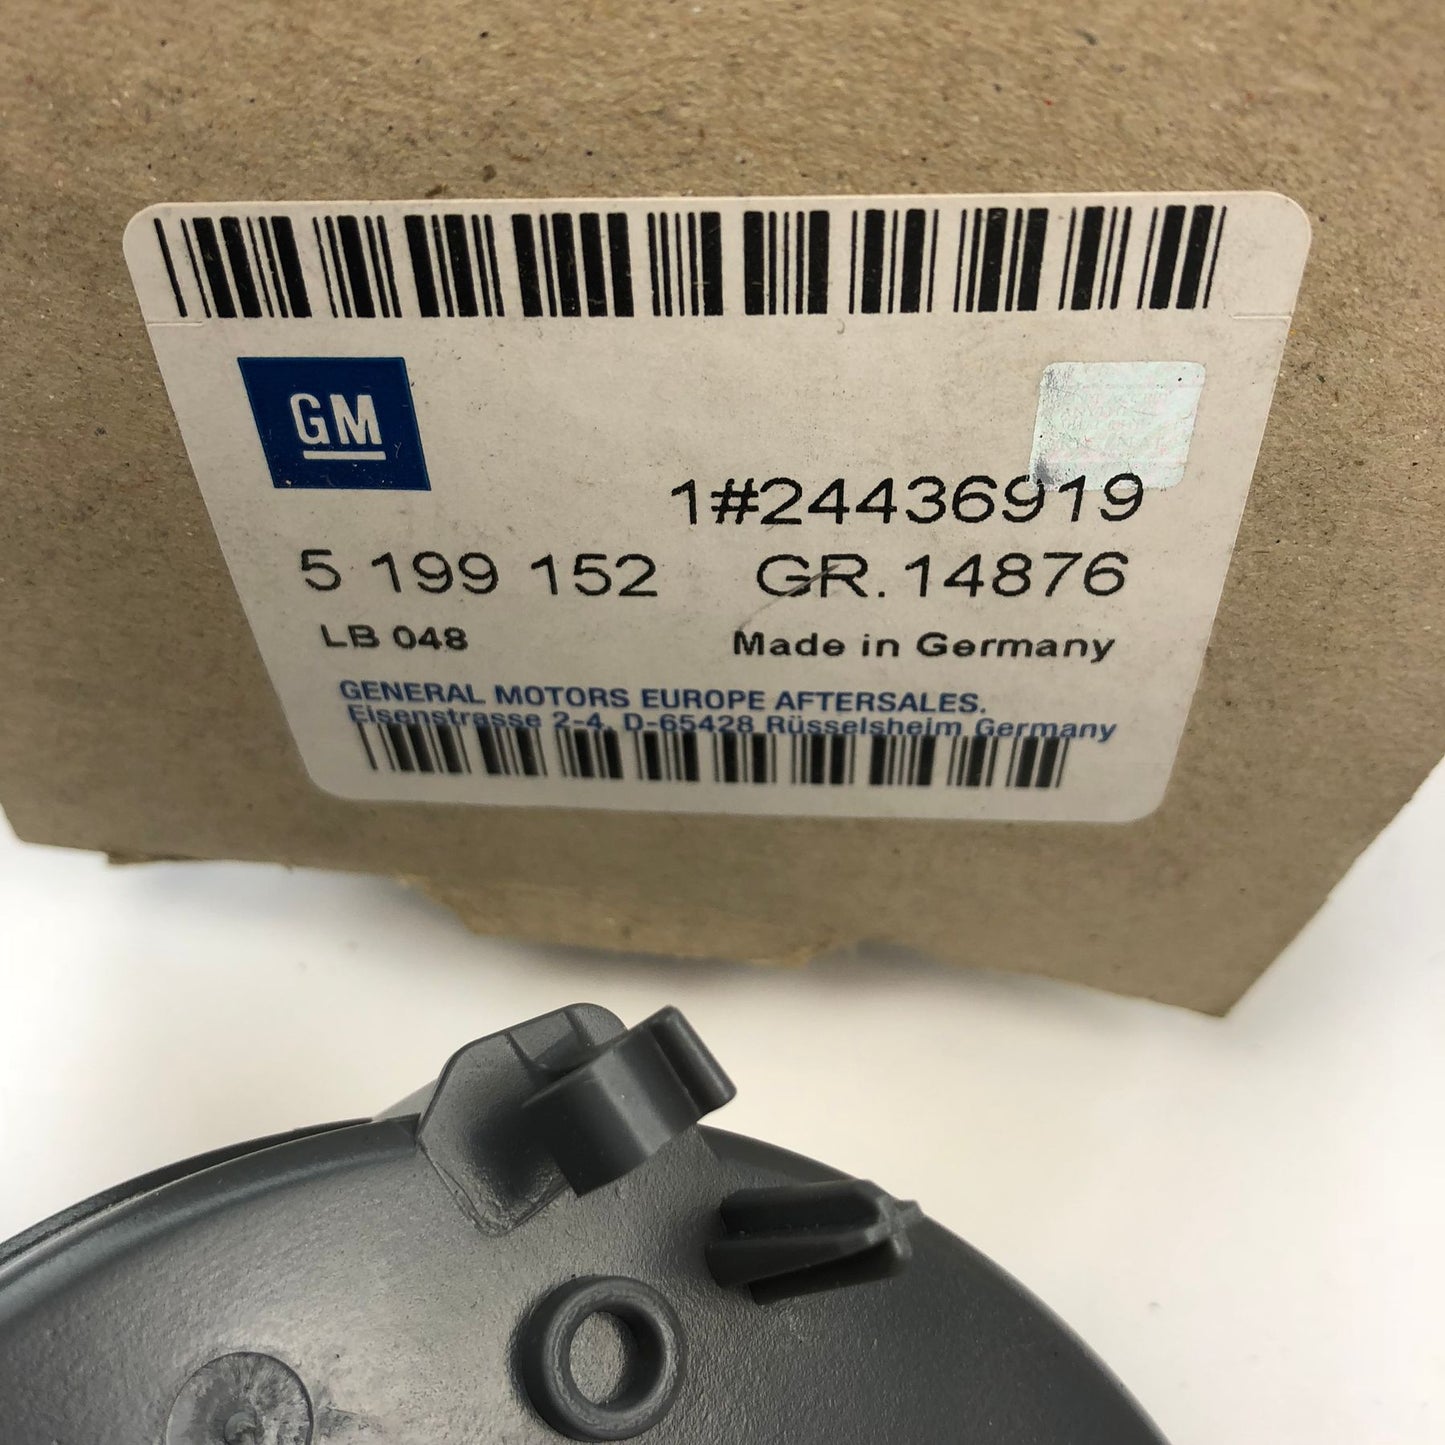 GM
1#24436919
5 199 152 GR.14876
LB 048 Made in Germany
GENERAL MOTORS EUROPE AFTERSALES.
Eisenstrasse 2-4, D-65428 Rüsselsheim Germany